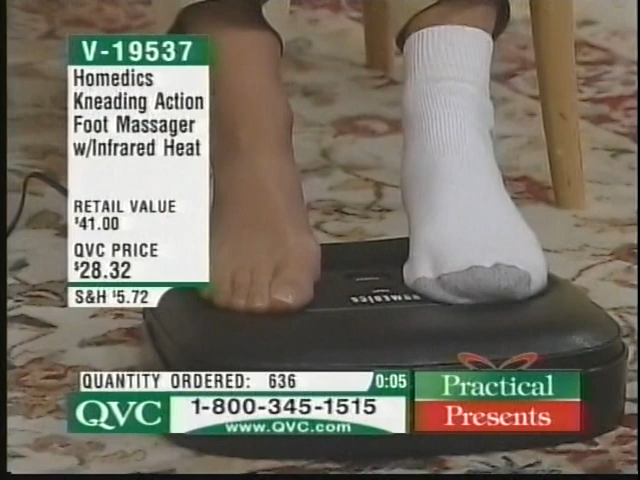 V-19537
Homedics
Kneading Action
Foot Massager
w/Infrared Heat
RETAIL VALUE
$41.00
QVC PRICE
$28.32
S&H $5.72
HOMEDICS
QUANTITY ORDERED: 636
0:05
QVC
1-800-345-1515
www.QVC.com
Practical
Presents